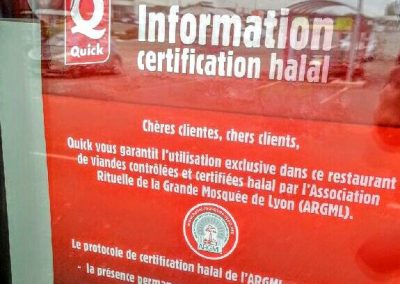 Quick
Information
certification halal
Chères clientes, chers clients,
Quick vous garantit l'utilisation exclusive dans ce restaurant
de viandes contrôlées et certifiées halal par l'Association
Rituelle de la Grande Mosquée de Lyon (ARGML).
Le protocole de certification halal de l'ARGM
- la présence perman